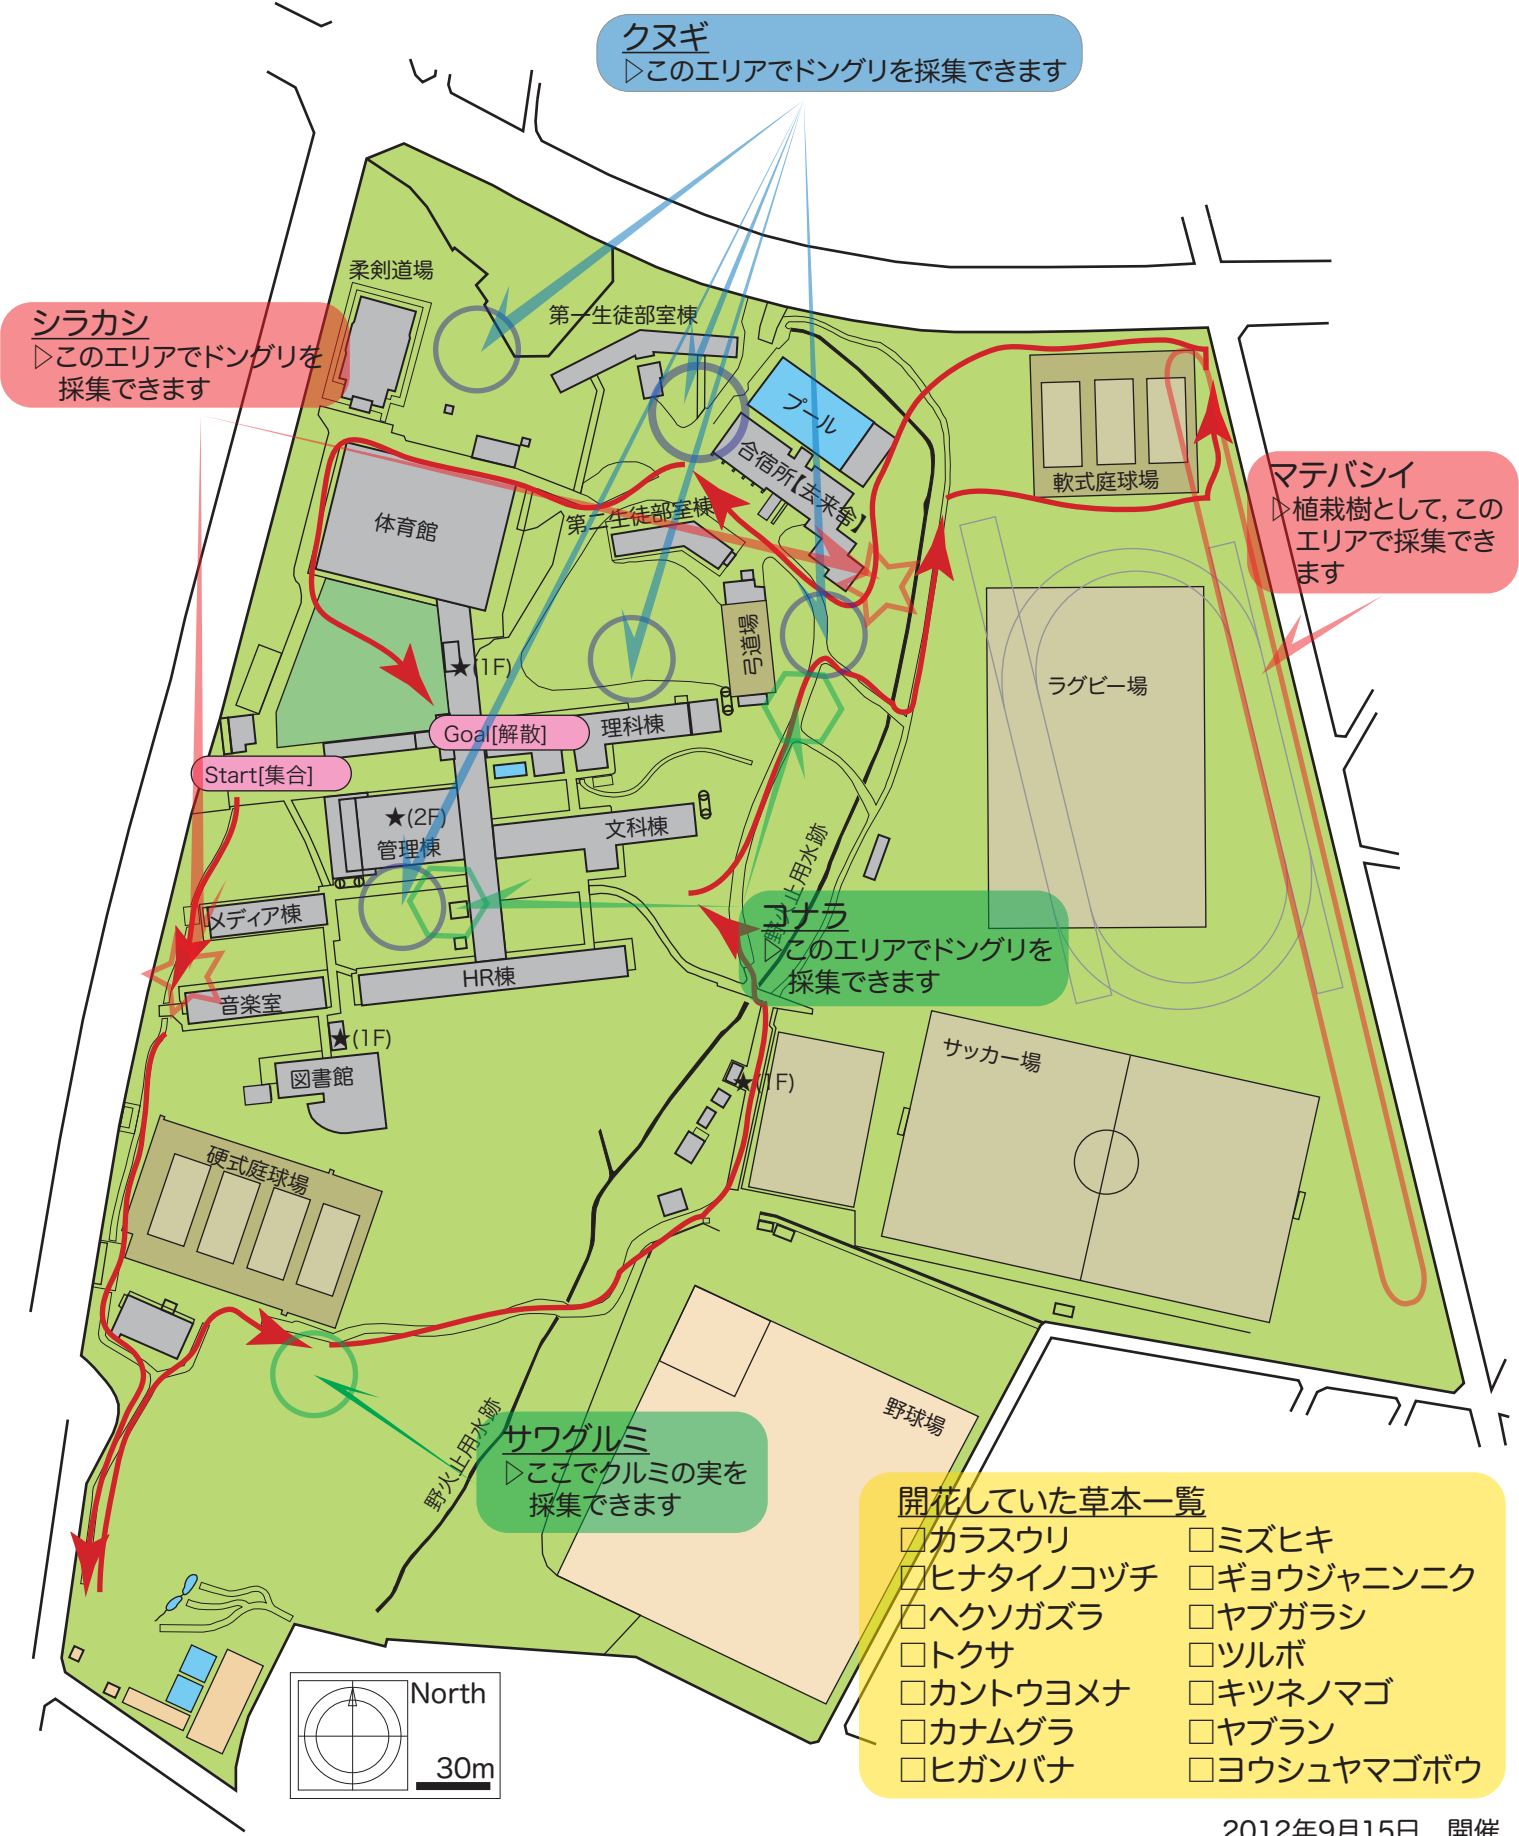 クヌギ
▷このエリアでドングリを採集できます
柔剣道場
第一生徒部室棟
シラカシ
▷このエリアでドングリを
採集できます
プール
合宿所【去来舎】
軟式庭球場
マテバシイ
▷植栽樹として，この
エリアで採集でき
ます
体育館
第二生徒部室棟
弓道場
ラグビー場
★(1F)
Goal[解散]
理科棟
Start[集合]
★(2F)
管理棟
文科棟
野火止用水跡
メディア棟
コナラ
▷このエリアでドングリを
採集できます
HR棟
音楽室
★(1F)
図書館
サッカー場
★(1F)
硬式庭球場
野球場
野火止用水跡
サワグルミ
▷ここでクルミの実を
採集できます
開花していた草本一覧
□カラスウリ □ミズヒキ
□ヒナタイノコヅチ □ギョウジャニンニク
□ヘクソガズラ □ヤブガラシ
□トクサ □ツルボ
□カントウヨメナ □キツネノマゴ
□カナムグラ □ヤブラン
□ヒガンバナ □ヨウシュヤマゴボウ
North
30m
2012年9月15日　開催